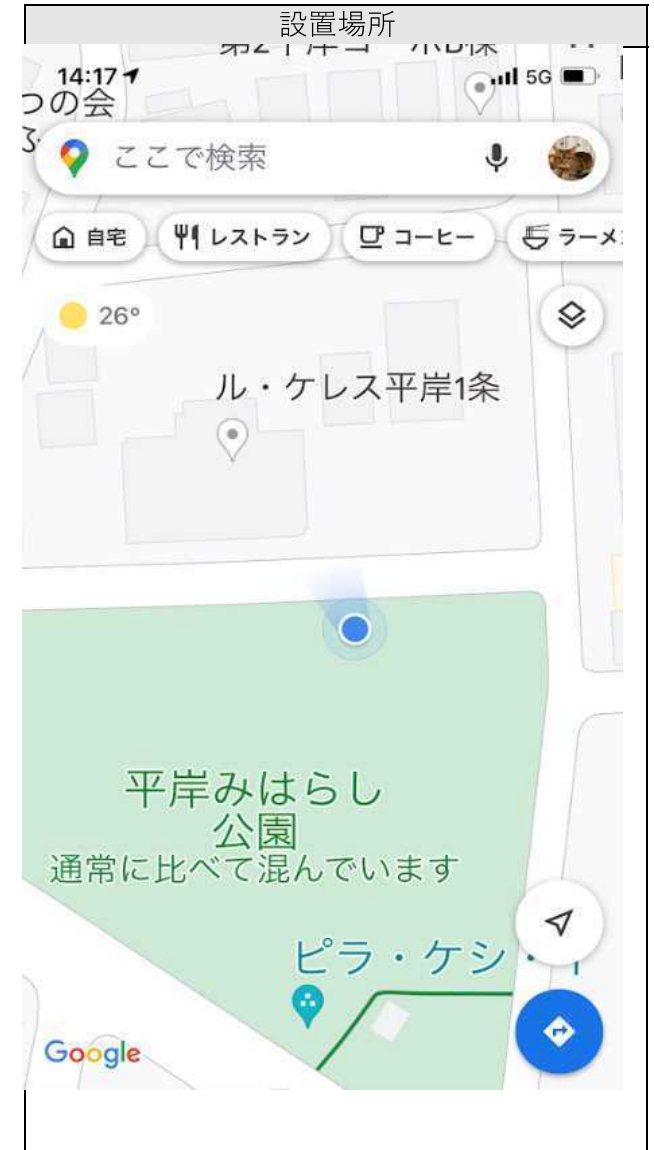 設置場所
14:17
5G
つの会
ここで検索
自宅
レストラン
コーヒー
ラーメ
26°
ル・ケレス平岸1条
平岸みはらし
公園
通常に比べて混んでいます
ピラ・ケシ・
Google